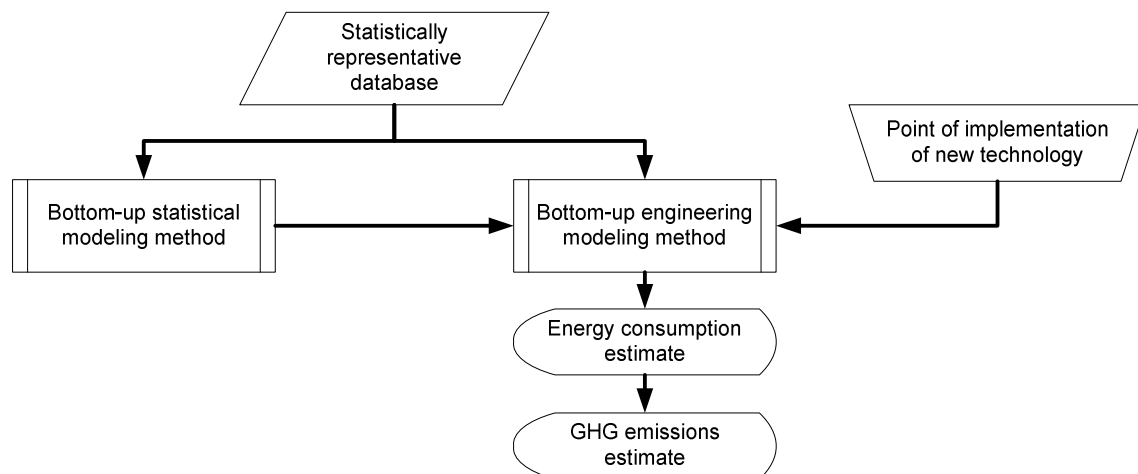 Statistically
representative
database
Point of implementation
of new technology
Bottom-up statistical
modeling method
Bottom-up engineering
modeling method
Energy consumption
estimate
GHG emissions
estimate